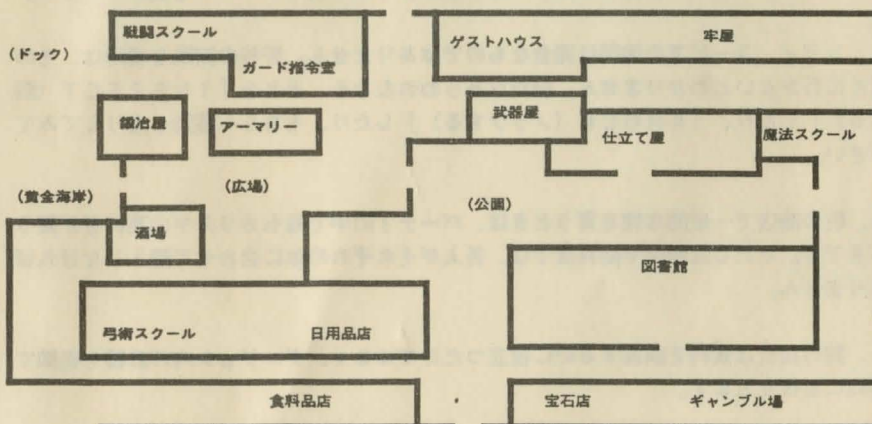 戦闘スクール
ゲストハウス
牢屋
(ドック)
ガード指令室
鍛冶屋
アーマリー
武器屋
仕立て屋
魔法スクール
(黄金海岸)
(広場)
(公園)
酒場
図書館
弓術スクール
日用品店
食料品店
宝石店
ギャンブル場